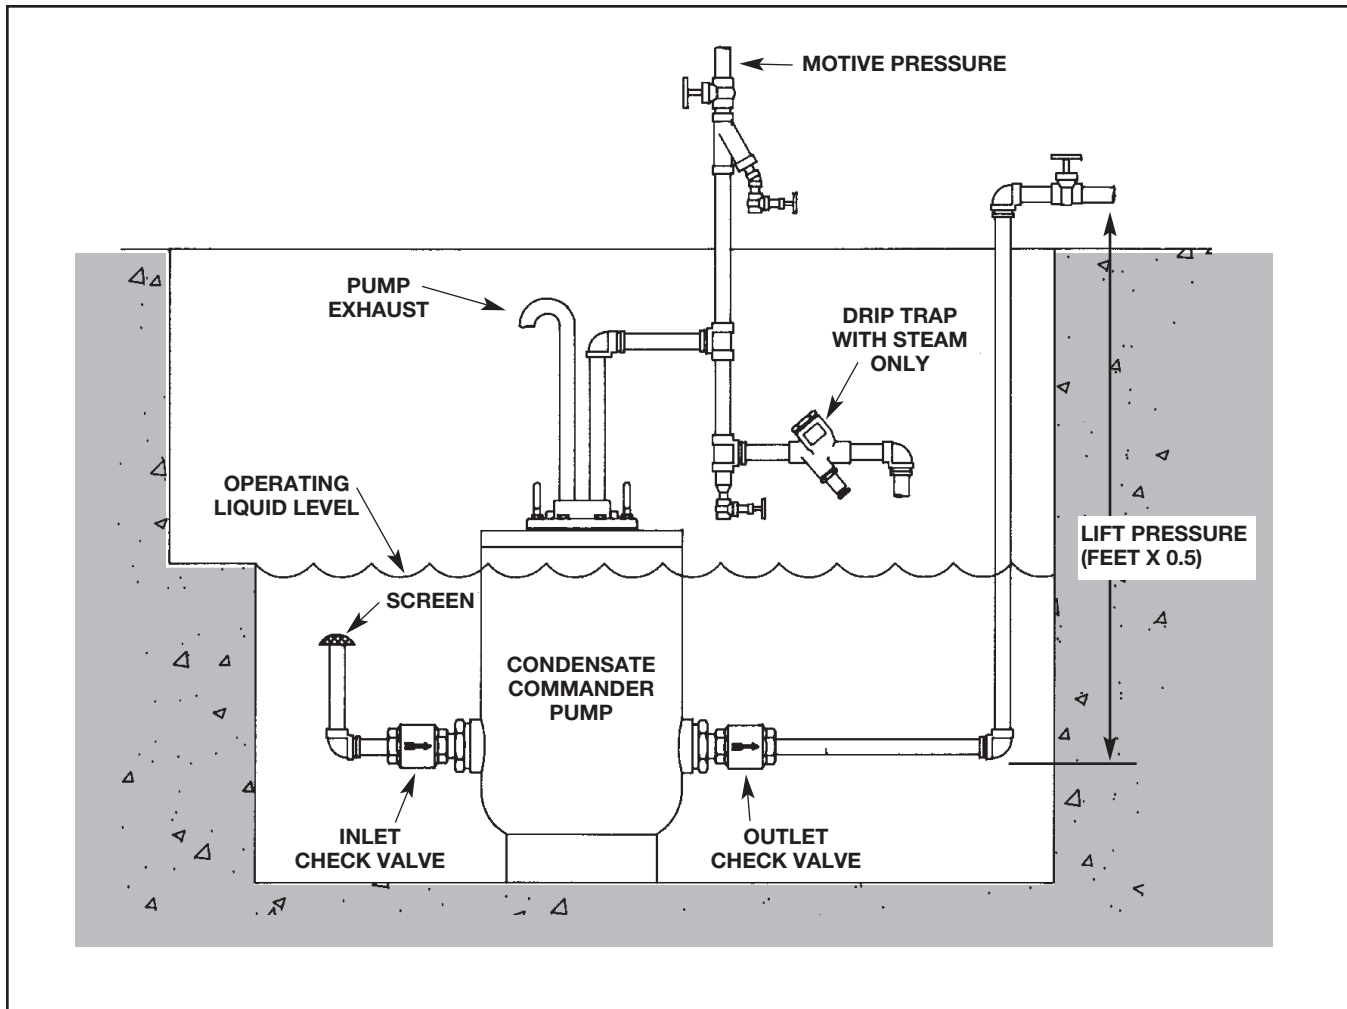 MOTIVE PRESSURE
PUMP
EXHAUST
DRIP TRAP
WITH STEAM
ONLY
OPERATING
LIQUID LEVEL
LIFT PRESSURE
(FEET X 0.5)
SCREEN
CONDENSATE
COMMANDER
PUMP
INLET
CHECK VALVE
OUTLET
CHECK VALVE